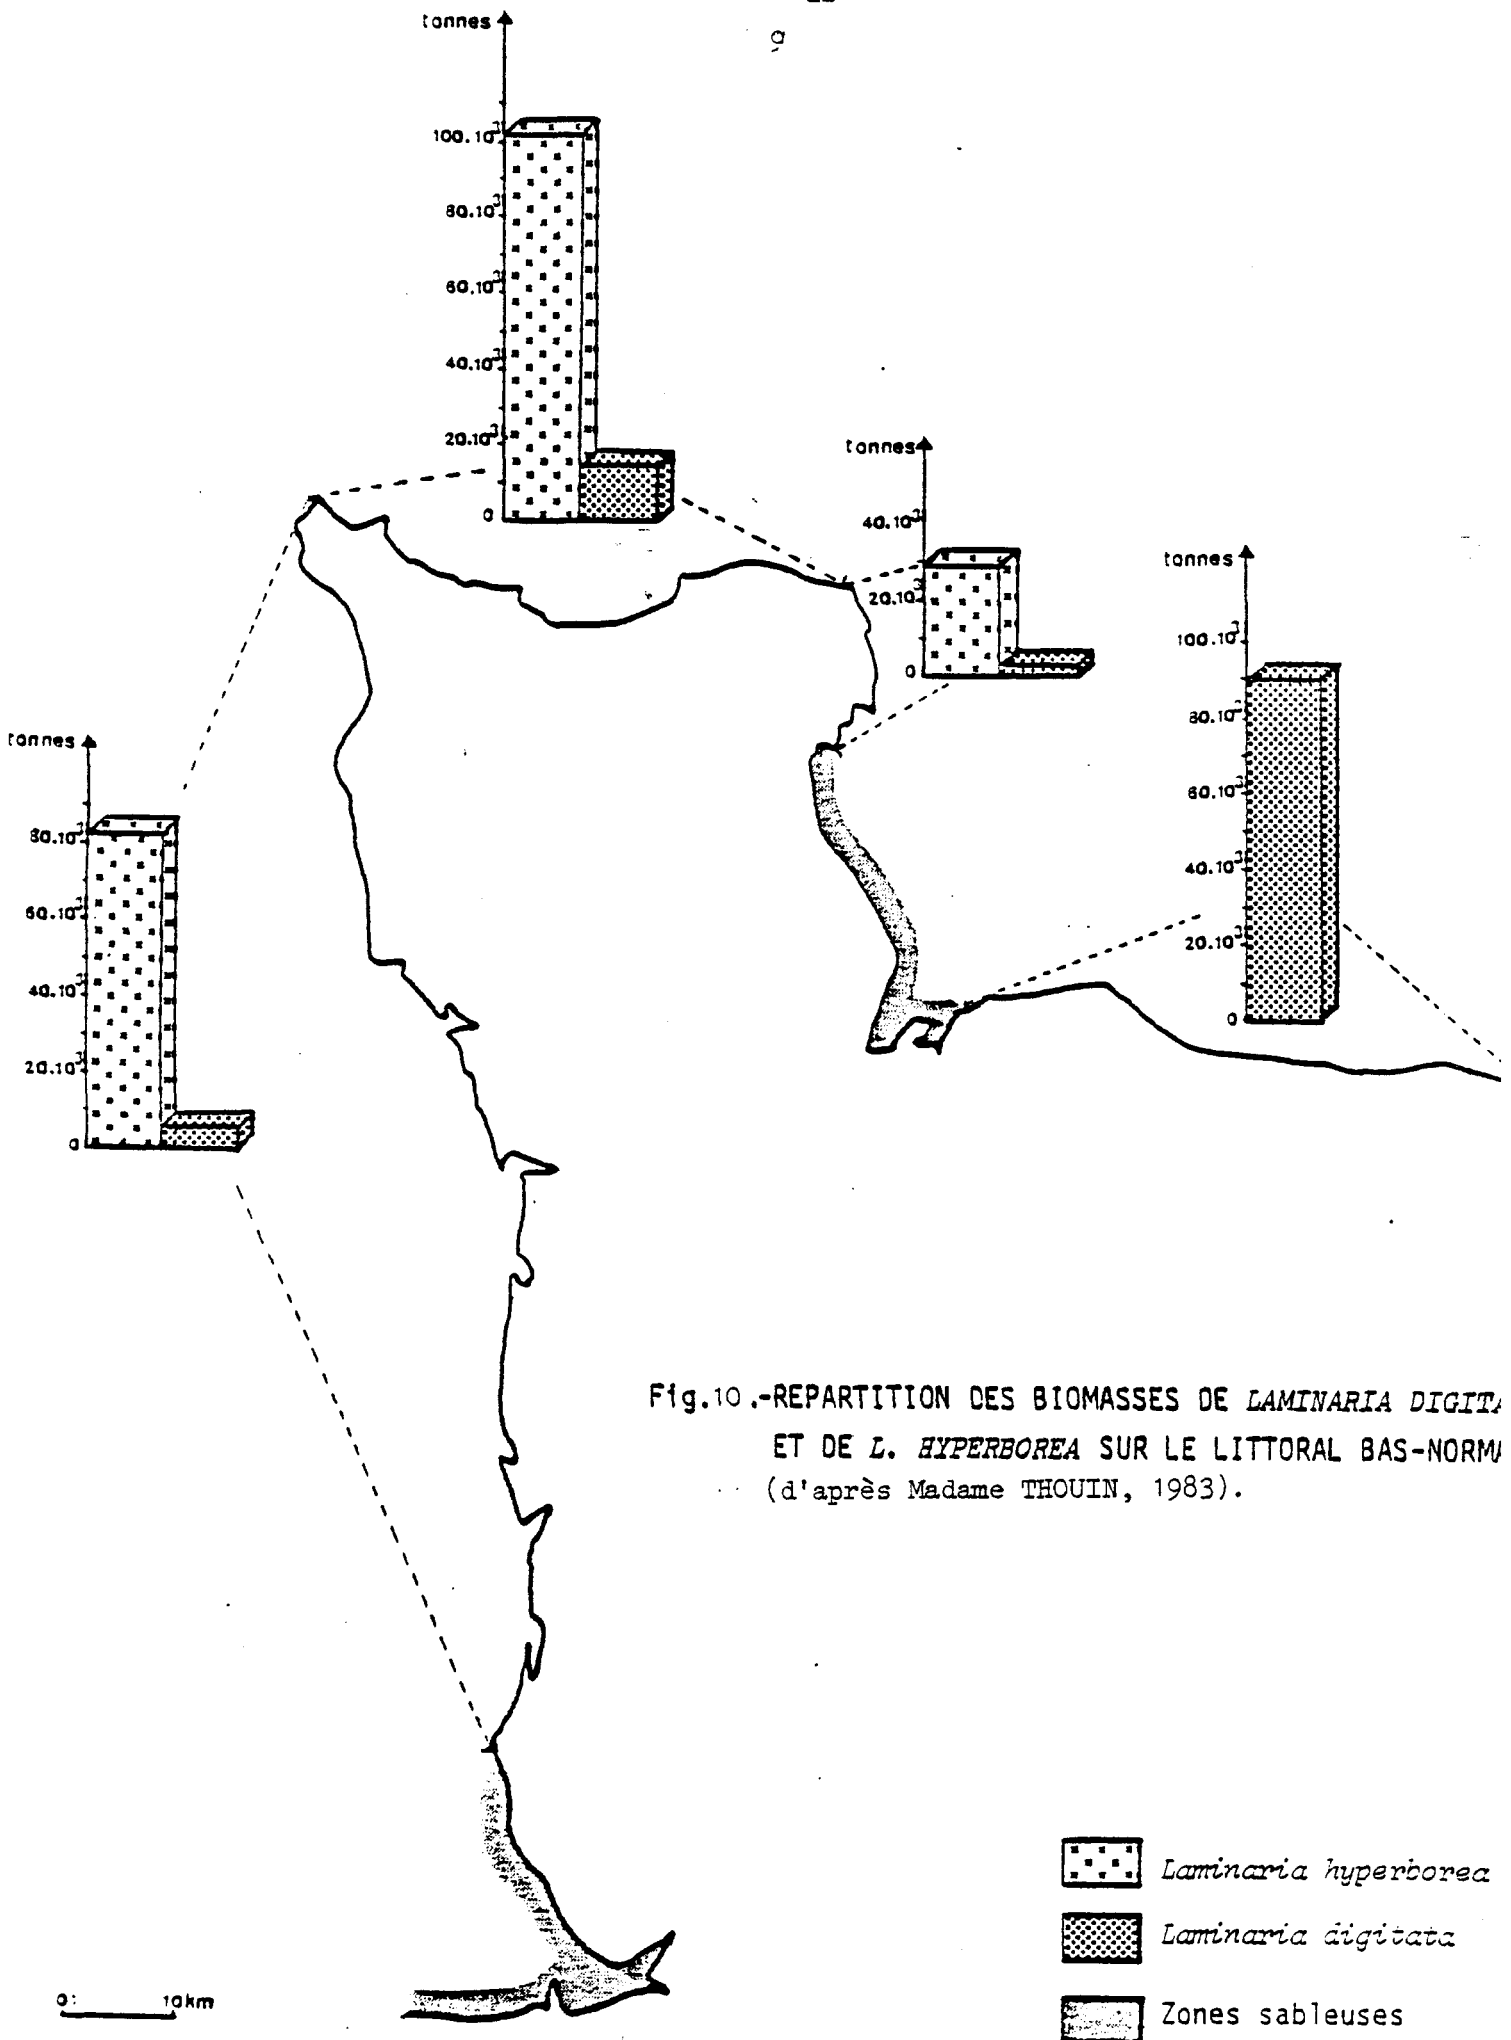 tonnes
100.10³
80.10³
60.10³
40.10³
20.10³
0
tonnes
40.10³
20.10³
0
tonnes
100.10³
80.10³
60.10³
40.10³
20.10³
0
tonnes
80.10³
60.10³
40.10³
20.10³
0
Fig.10.-REPARTITION DES BIOMASSES DE LAMINARIA DIGITA
ET DE L. HYPERBOREA SUR LE LITTORAL BAS-NORMA
(d'après Madame THOUIN, 1983).
Laminaria hyperborea
Laminaria digitata
Zones sableuses
0 10km